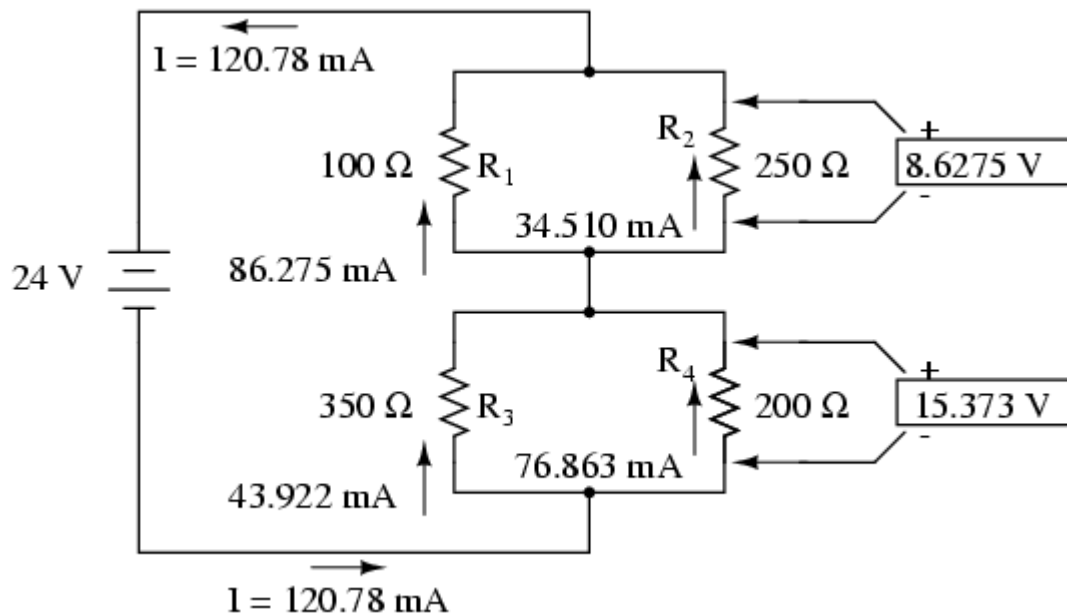 I = 120.78 mA
R2
100 Ω
R1
250 Ω
+
8.6275 V
-
34.510 mA
86.275 mA
24 V
R4
350 Ω
R3
200 Ω
+
15.373 V
-
76.863 mA
43.922 mA
I = 120.78 mA